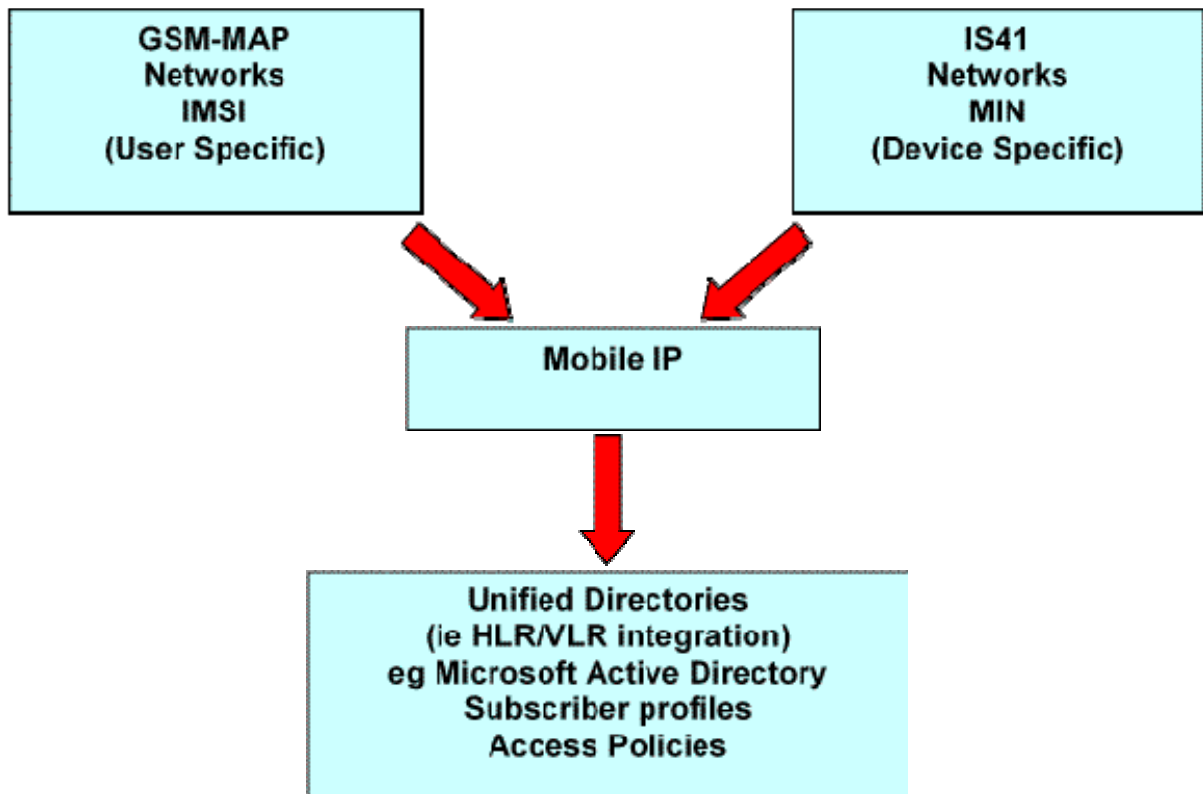 GSM-MAP
Networks
IMSI
(User Specific)
IS41
Networks
MIN
(Device Specific)
Mobile IP
Unified Directories
(ie HLR/VLR integration)
eg Microsoft Active Directory
Subscriber profiles
Access Policies